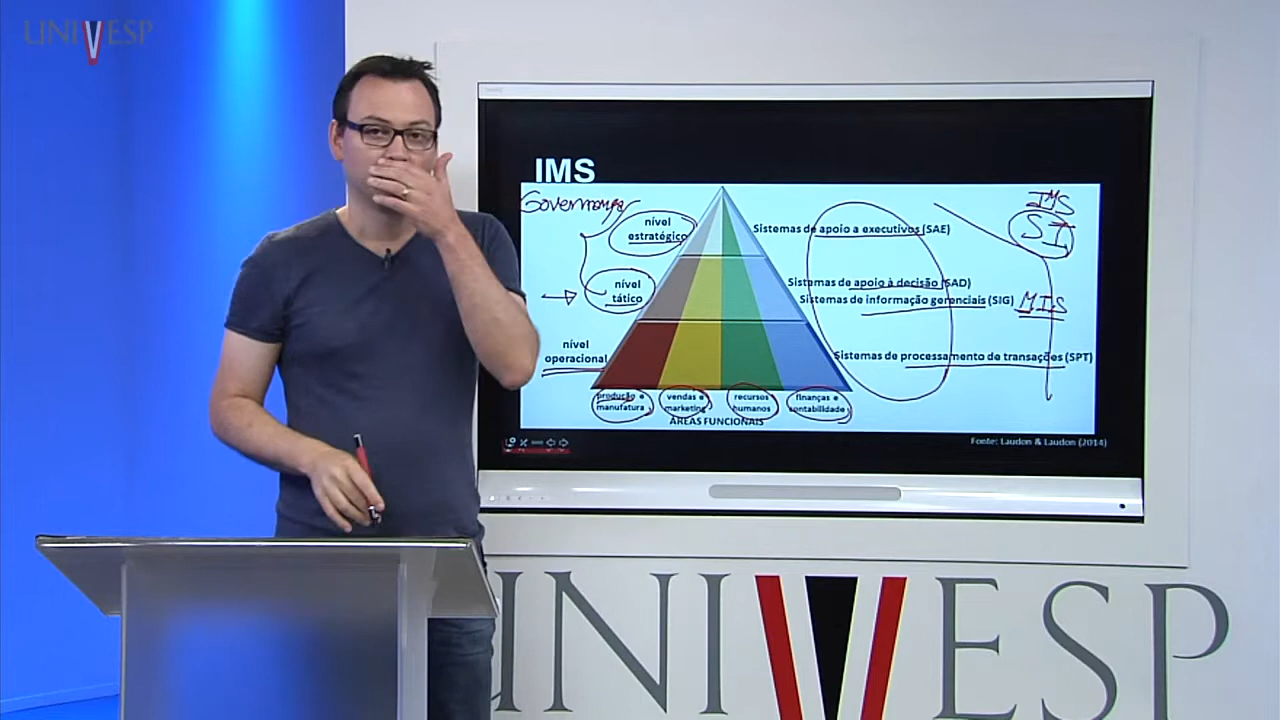 UNIVESP
IMS
Governança
nível
estratégico
Sistemas de apoio a executivos (SAE)
IMS
SI
nível
tático
Sistemas de apoio à decisão (SAD)
Sistemas de informação gerenciais (SIG)
MIS
nível
operacional
Sistemas de processamento de transações (SPT)
produção e
manufatura
vendas e
marketing
recursos
humanos
finanças e
contabilidade
ÁREAS FUNCIONAIS
Fonte: Laudon & Laudon (2014)
UNIVESP